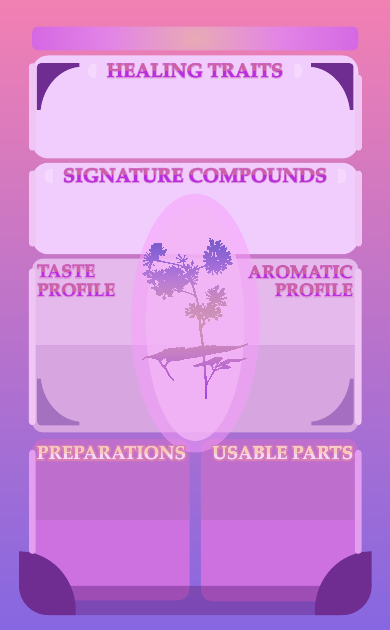 HEALING TRAITS
SIGNATURE COMPOUNDS
TASTE
PROFILE
AROMATIC
PROFILE
PREPARATIONS
USABLE PARTS